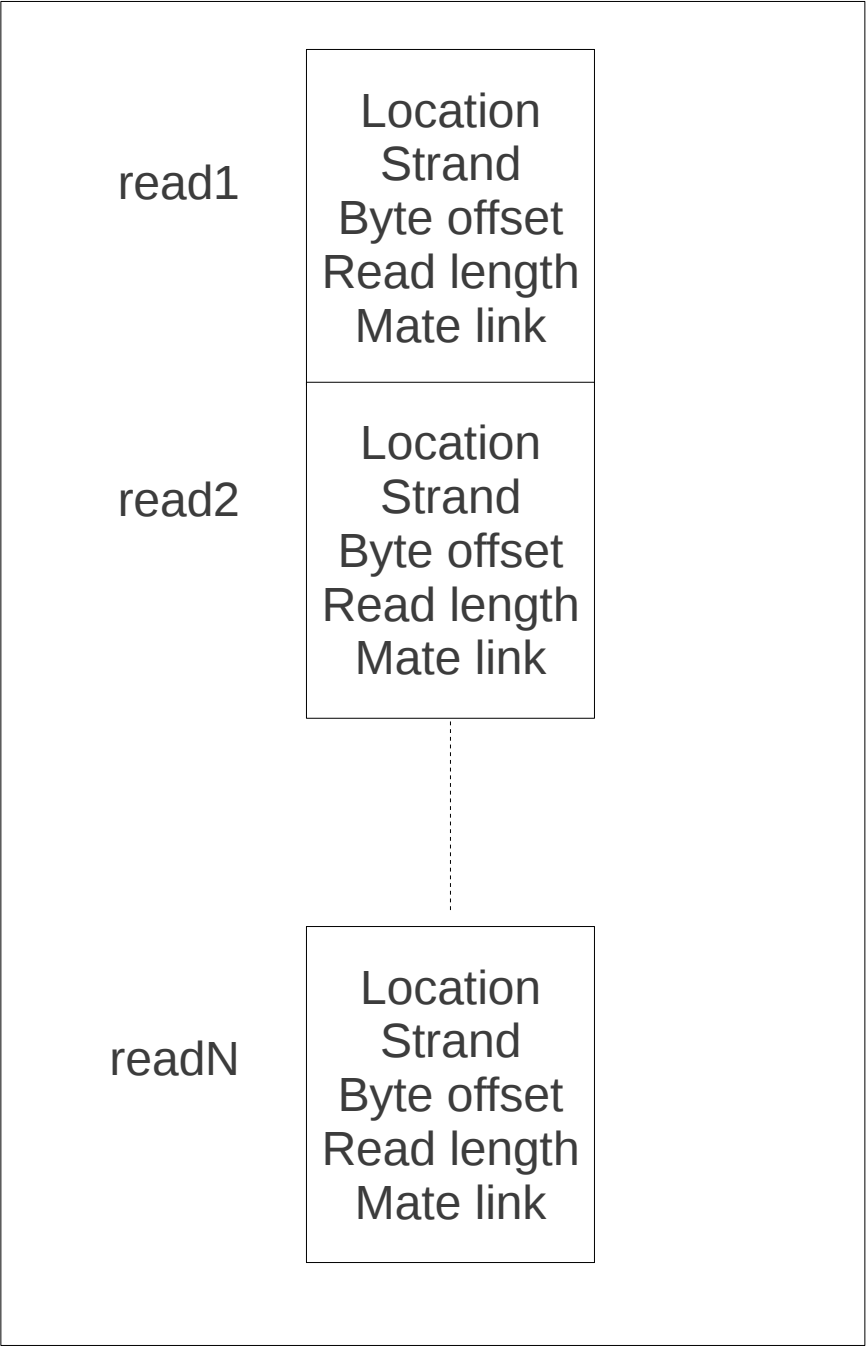 read1
Location
Strand
Byte offset
Read length
Mate link
read2
Location
Strand
Byte offset
Read length
Mate link
readN
Location
Strand
Byte offset
Read length
Mate link